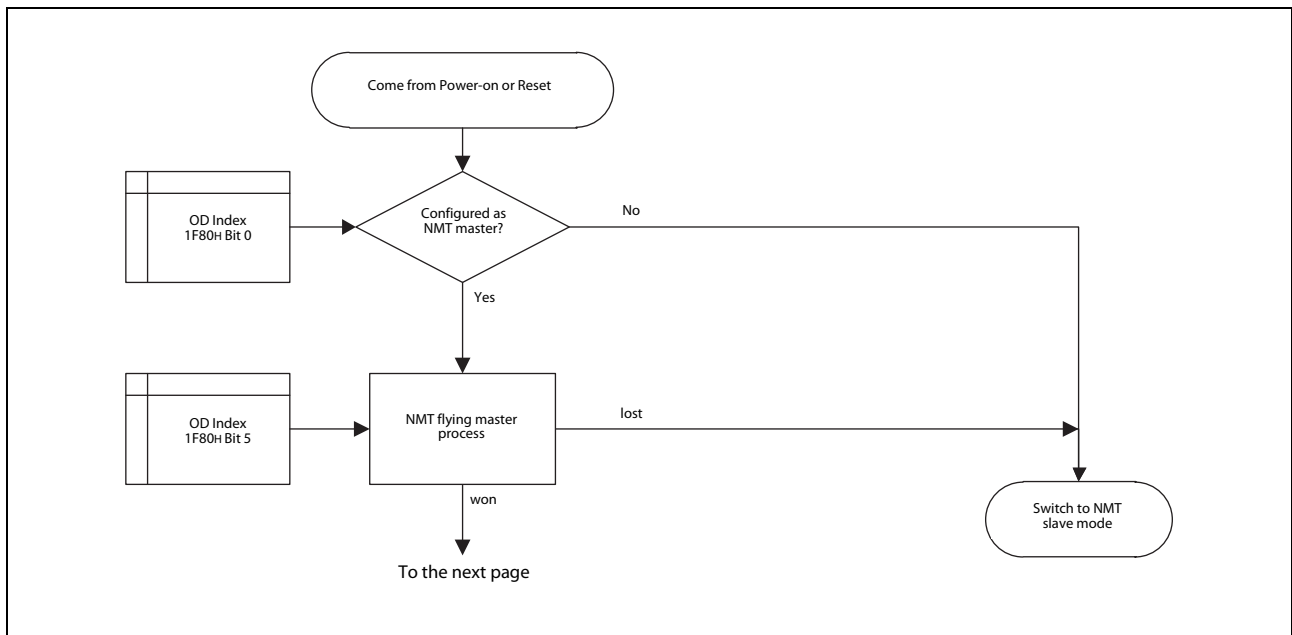 Come from Power-on or Reset
OD Index
1F80H Bit 0
Configured as
NMT master?
No
Yes
OD Index
1F80H Bit 5
NMT flying master
process
lost
won
Switch to NMT
slave mode
To the next page